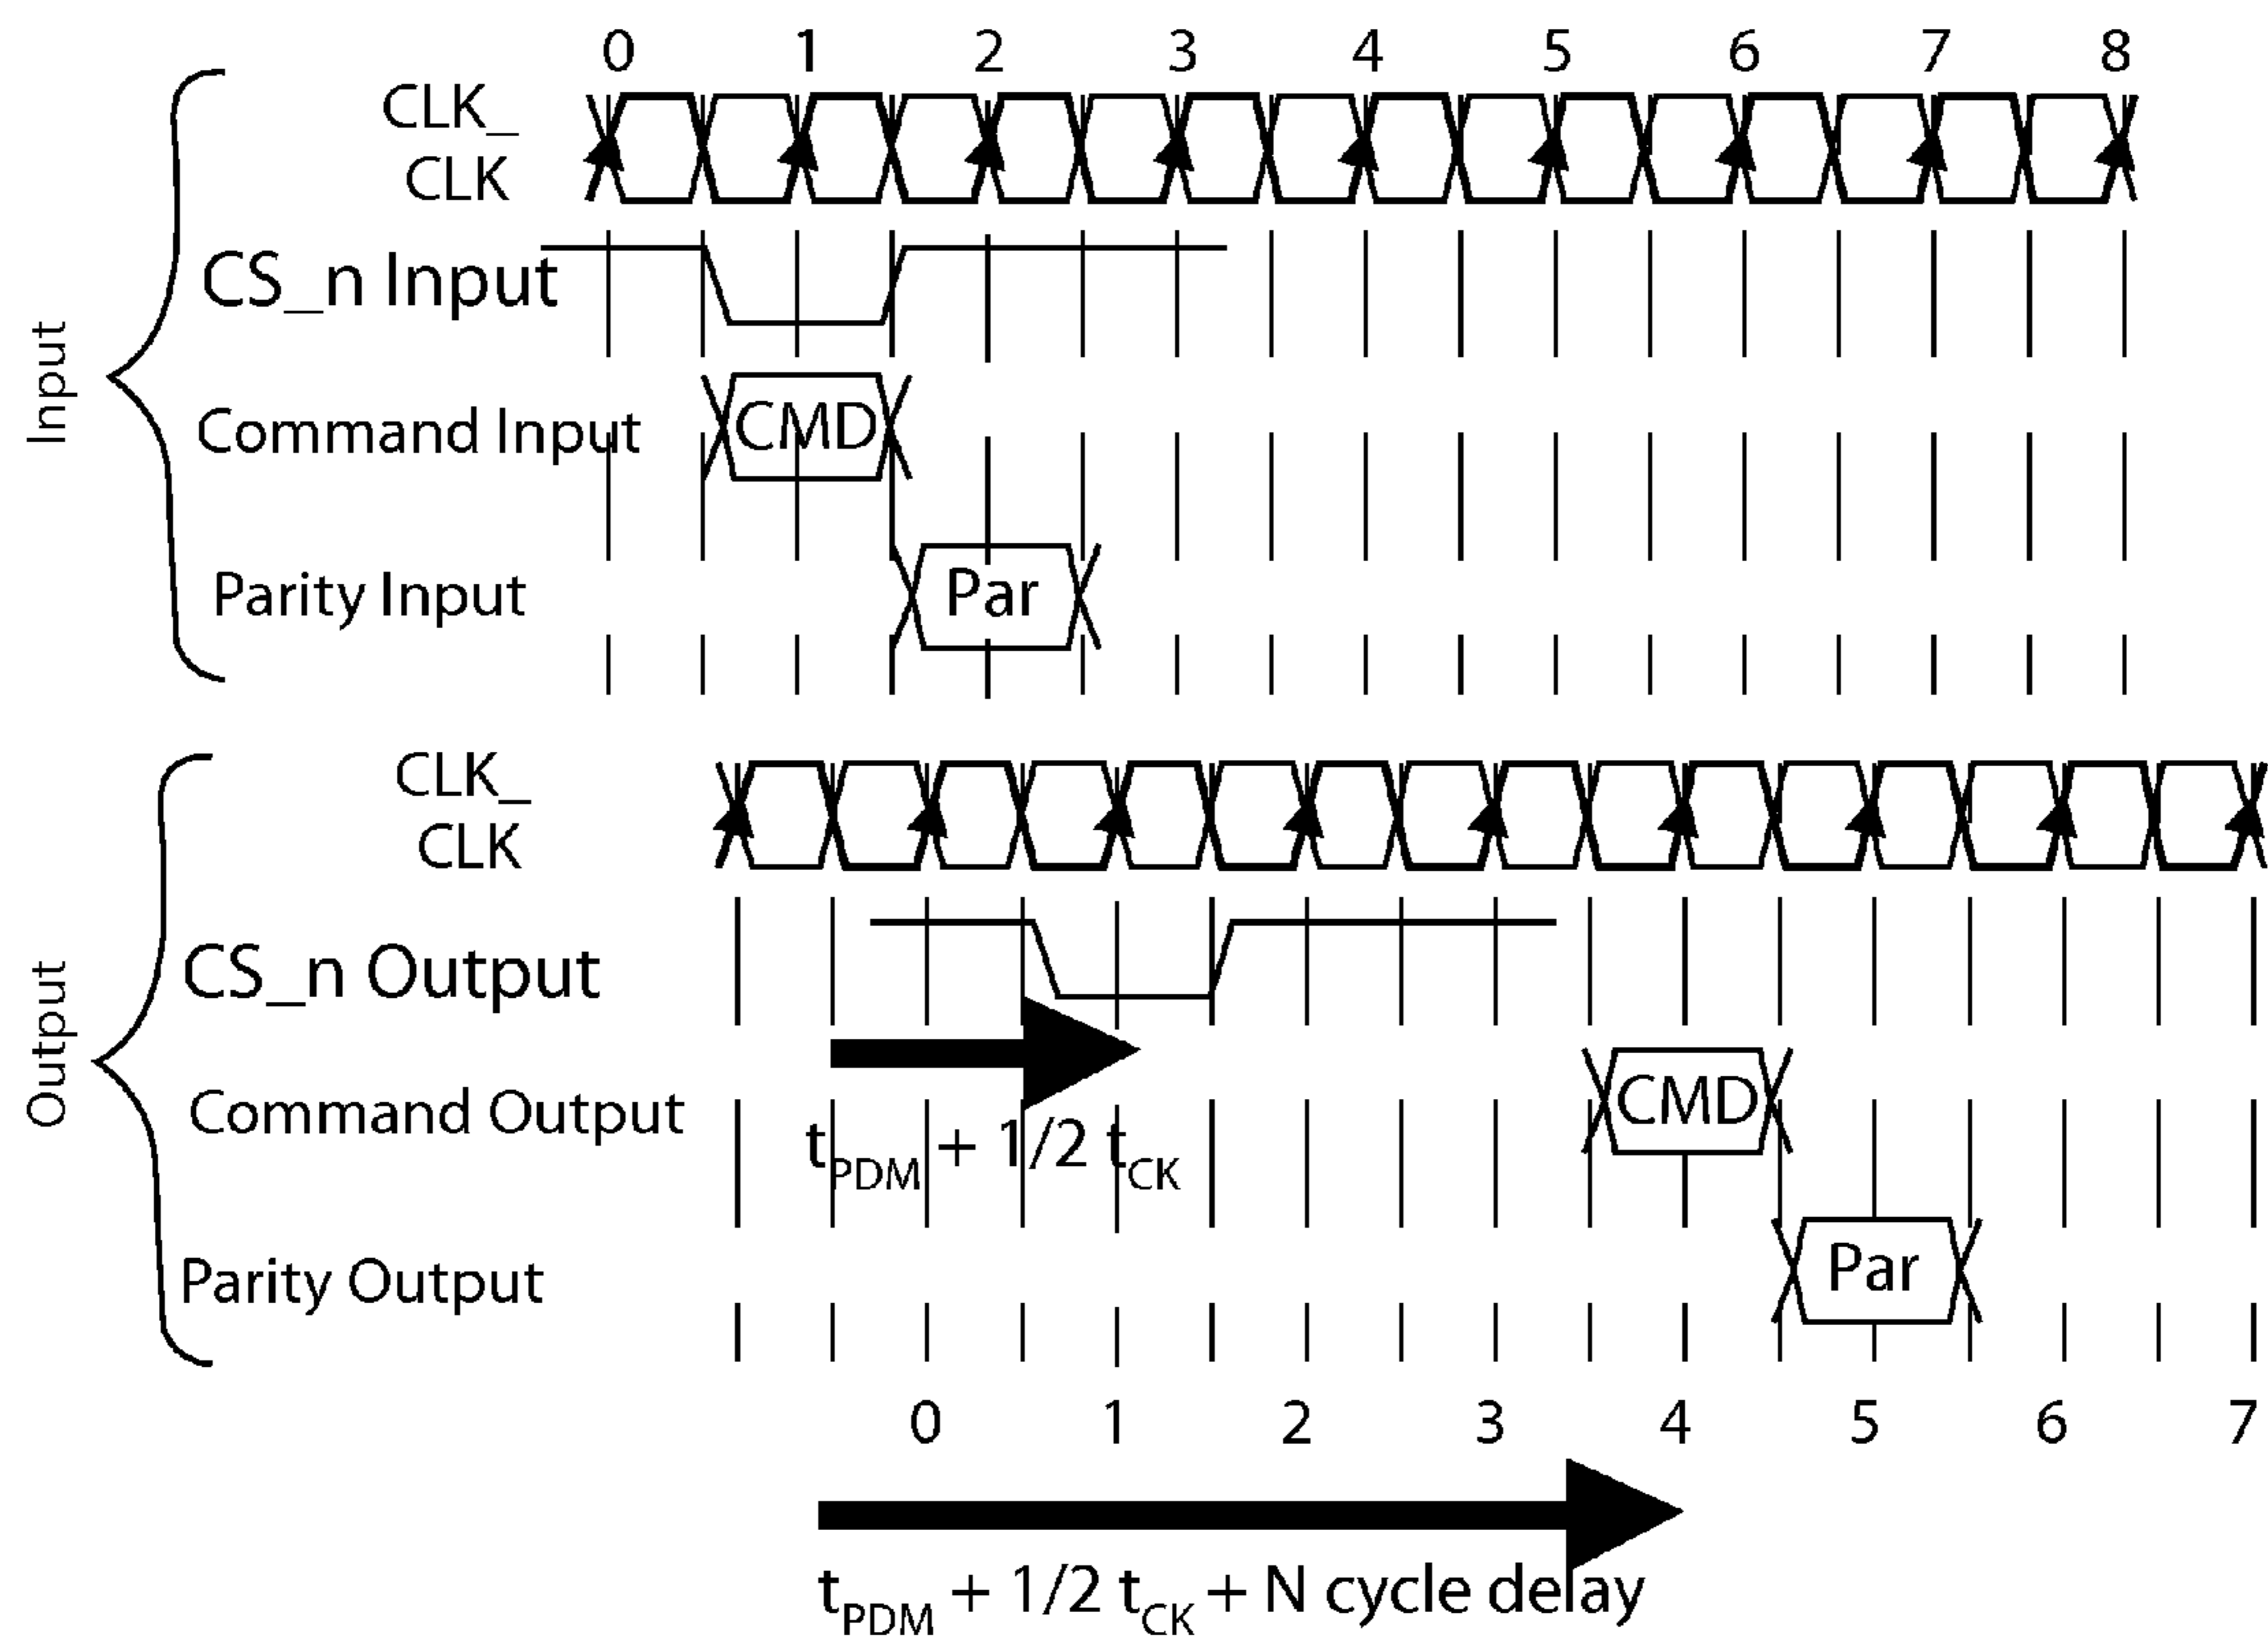 0 1 2 3 4 5 6 7 8
CLK_
CLK
CS_n Input
Input
Command Input
CMD
Parity Input
Par
CLK_
CLK
CS_n Output
Output
Command Output
CMD
tPDM + 1/2 tCK
Parity Output
Par
0 1 2 3 4 5 6 7
tPDM + 1/2 tCK + N cycle delay